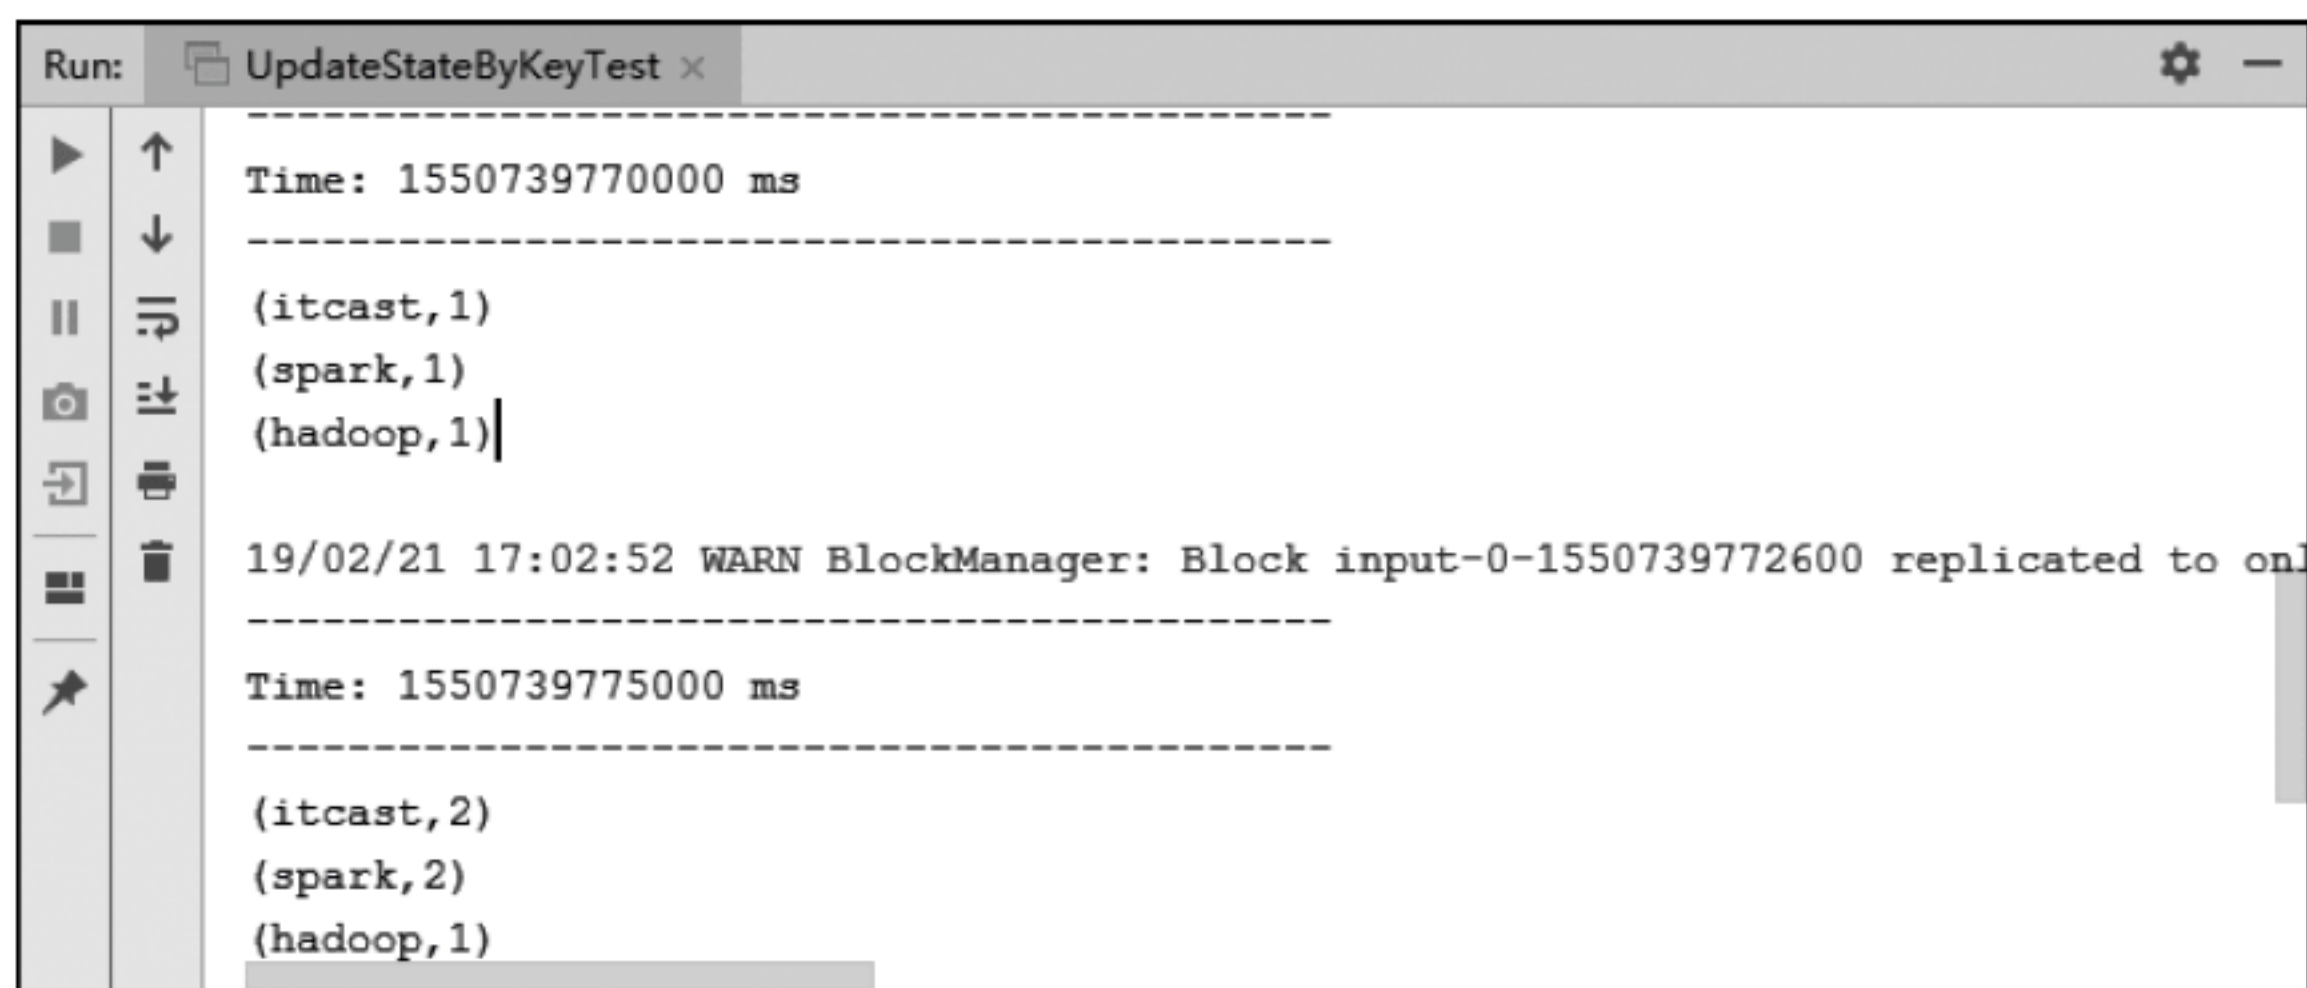 Run: UpdateStateByKeyTest ×
-------------------------------------------
Time: 1550739770000 ms
-------------------------------------------
(itcast,1)
(spark,1)
(hadoop,1)
19/02/21 17:02:52 WARN BlockManager: Block input-0-1550739772600 replicated to
-------------------------------------------
Time: 1550739775000 ms
-------------------------------------------
(itcast,2)
(spark,2)
(hadoop,1)